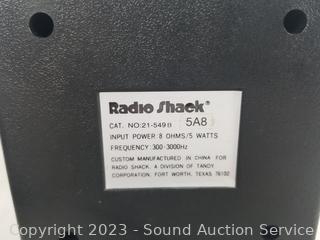 Radio Shack®
CAT. NO:21-549B 5A8
INPUT POWER:8 OHMS/5 WATTS
FREQUENCY:300-3000Hz
CUSTOM MANUFACTURED IN CHINA FOR
RADIO SHACK, A DIVISION OF TANDY
CORPORATION, FORT WORTH, TEXAS 76102
Copyright - 2023 - Sound Auction Service